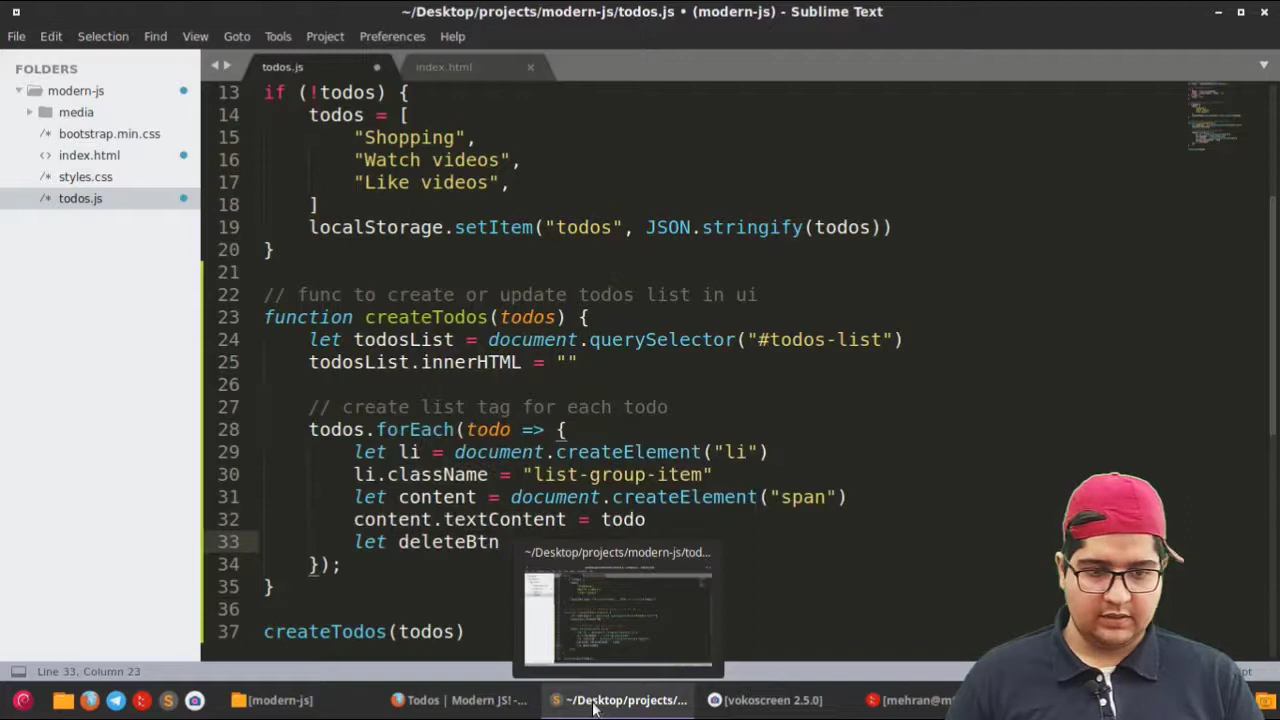 ~/Desktop/projects/modern-js/todos.js • (modern-js) - Sublime Text
File Edit Selection Find View Goto Tools Project Preferences Help
FOLDERS
modern-js
media
/* bootstrap.min.css
<> index.html
/* styles.css
/* todos.js
todos.js
index.html
13 if (!todos) {
14 todos = [
15 "Shopping",
16 "Watch videos",
17 "Like videos",
18 ]
19 localStorage.setItem("todos", JSON.stringify(todos))
20 }
21
22 // func to create or update todos list in ui
23 function createTodos(todos) {
24 let todosList = document.querySelector("#todos-list")
25 todosList.innerHTML = ""
26
27 // create list tag for each todo
28 todos.forEach(todo => {
29 let li = document.createElement("li")
30 li.className = "list-group-item"
31 let content = document.createElement("span")
32 content.textContent = todo
33 let deleteBtn
34 });
35 }
36
37 createTodos(todos)
~/Desktop/projects/modern-js/tod...
Line 33, Column 23
[modern-js]
Todos | Modern JS! -...
~/Desktop/projects/...
[vokoscreen 2.5.0]